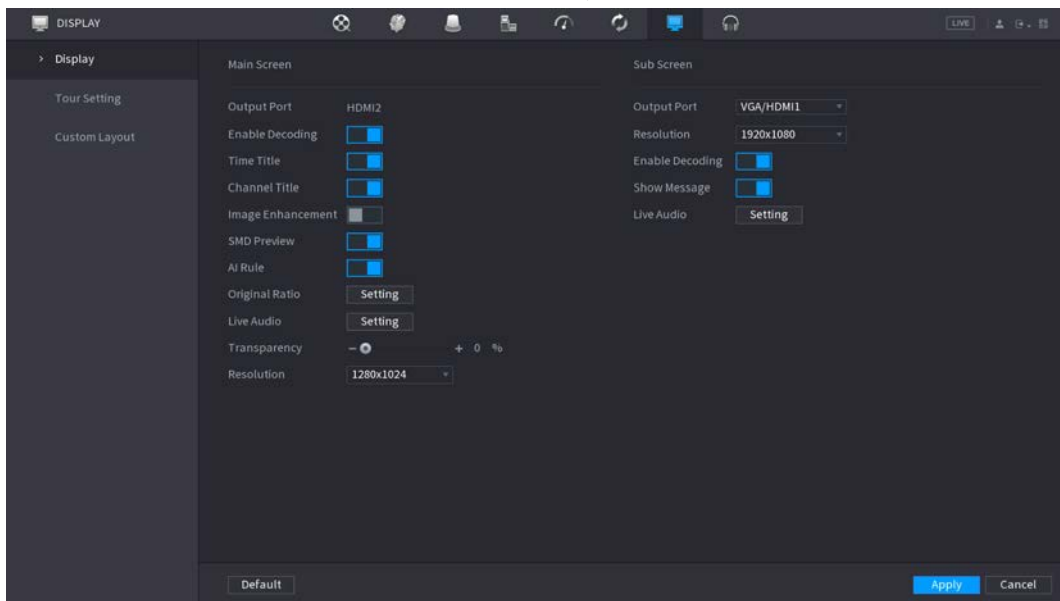 DISPLAY
LIVE
> Display
Tour Setting
Custom Layout
Main Screen
Output Port HDMI2
Enable Decoding
Time Title
Channel Title
Image Enhancement
SMD Preview
AI Rule
Original Ratio Setting
Live Audio Setting
Transparency − + 0 %
Resolution 1280x1024
Sub Screen
Output Port VGA/HDMI1
Resolution 1920x1080
Enable Decoding
Show Message
Live Audio Setting
Default
Apply Cancel